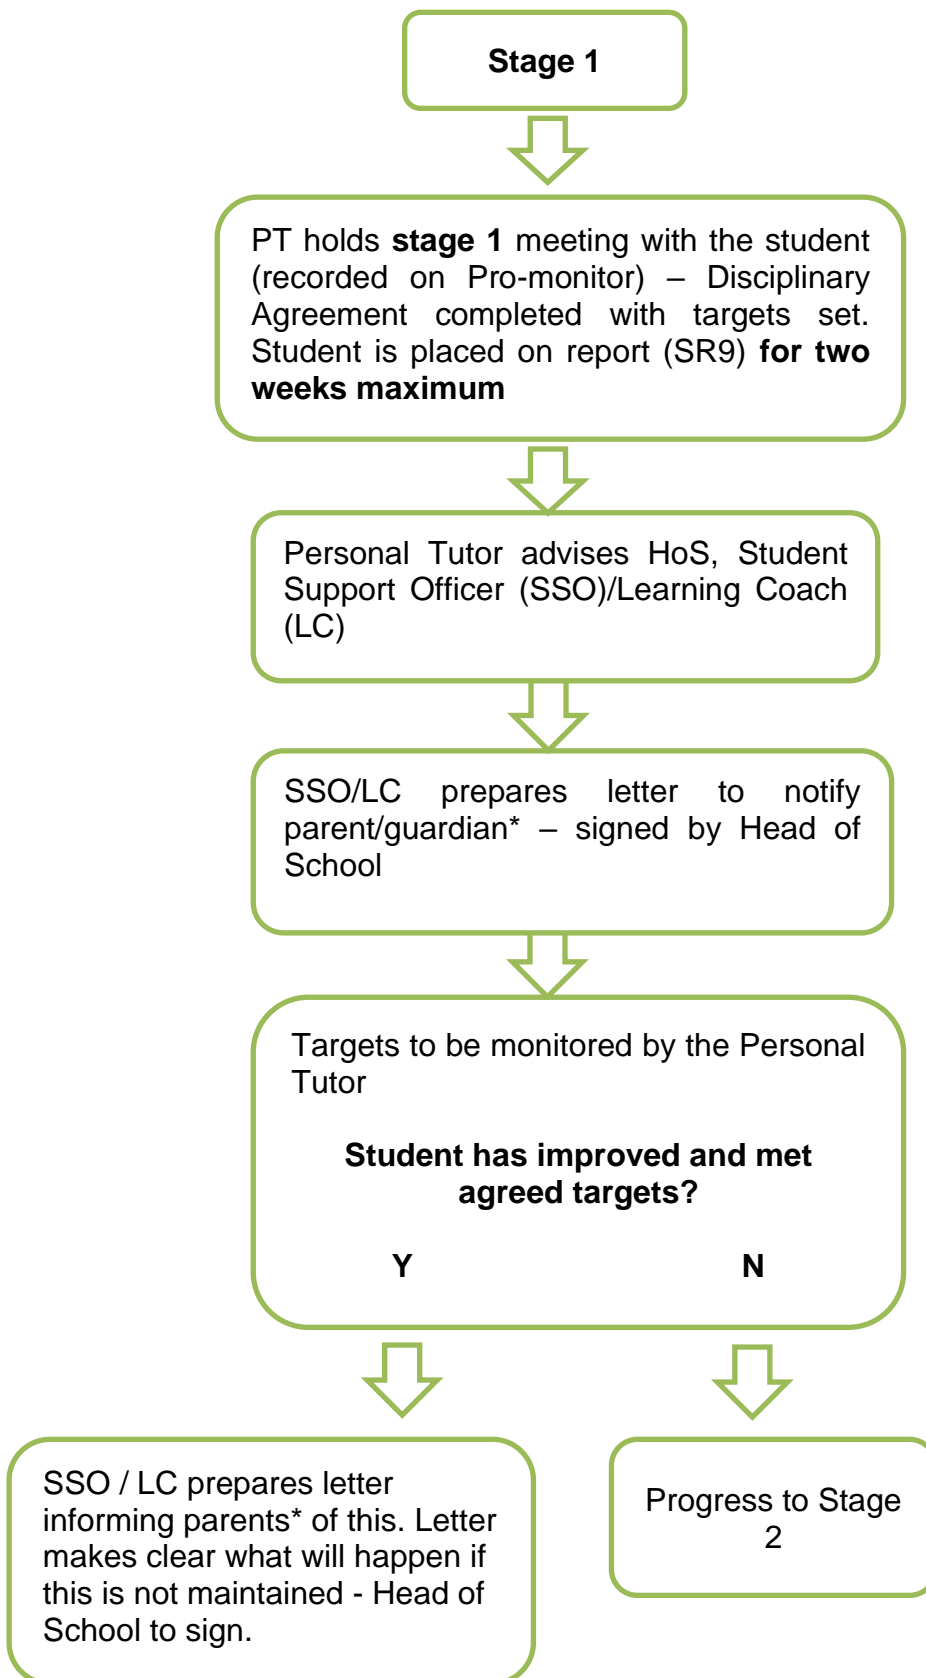 Stage 1
PT holds stage 1 meeting with the student
(recorded on Pro-monitor) – Disciplinary
Agreement completed with targets set.
Student is placed on report (SR9) for two
weeks maximum
Personal Tutor advises HoS, Student
Support Officer (SSO)/Learning Coach
(LC)
SSO/LC prepares letter to notify
parent/guardian* – signed by Head of
School
Targets to be monitored by the Personal
Tutor
Student has improved and met
agreed targets?
Y N
SSO / LC prepares letter
informing parents* of this. Letter
makes clear what will happen if
this is not maintained - Head of
School to sign.
Progress to Stage
2